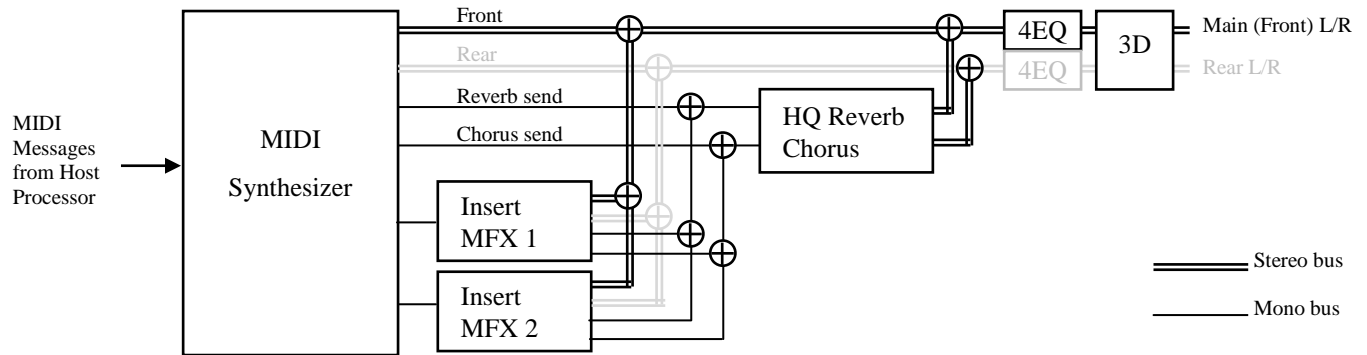 Front
4EQ
3D
Main (Front) L/R
Rear
4EQ
Rear L/R
Reverb send
Chorus send
HQ Reverb
Chorus
MIDI
Messages
from Host
Processor
MIDI
Synthesizer
Insert
MFX 1
Insert
MFX 2
Stereo bus
Mono bus